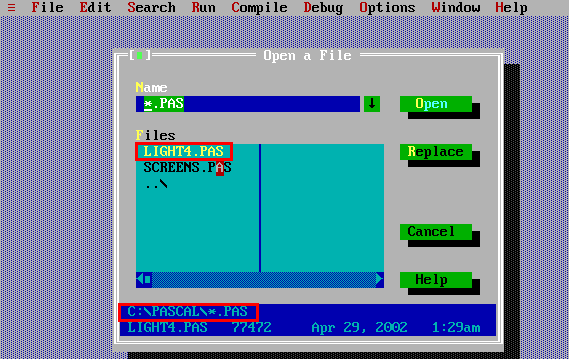 ≡ File Edit Search Run Compile Debug Options Window Help
[↑] Open a File
Name
*.PAS ↓ Open
Files
LIGHT4.PAS Replace
SCREENS.PAS
..\
Cancel
Help
C:\PASCAL\*.PAS
LIGHT4.PAS 77472 Apr 29, 2002 1:29am